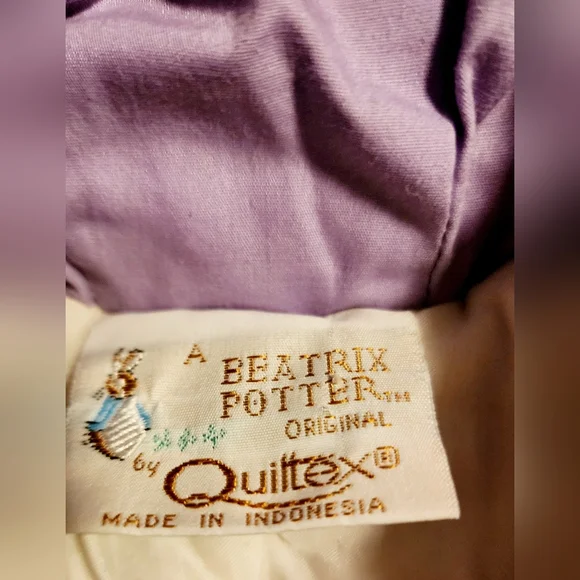 A BEATRIX
POTTER™
ORIGINAL
by Quiltex®
MADE IN INDONESIA